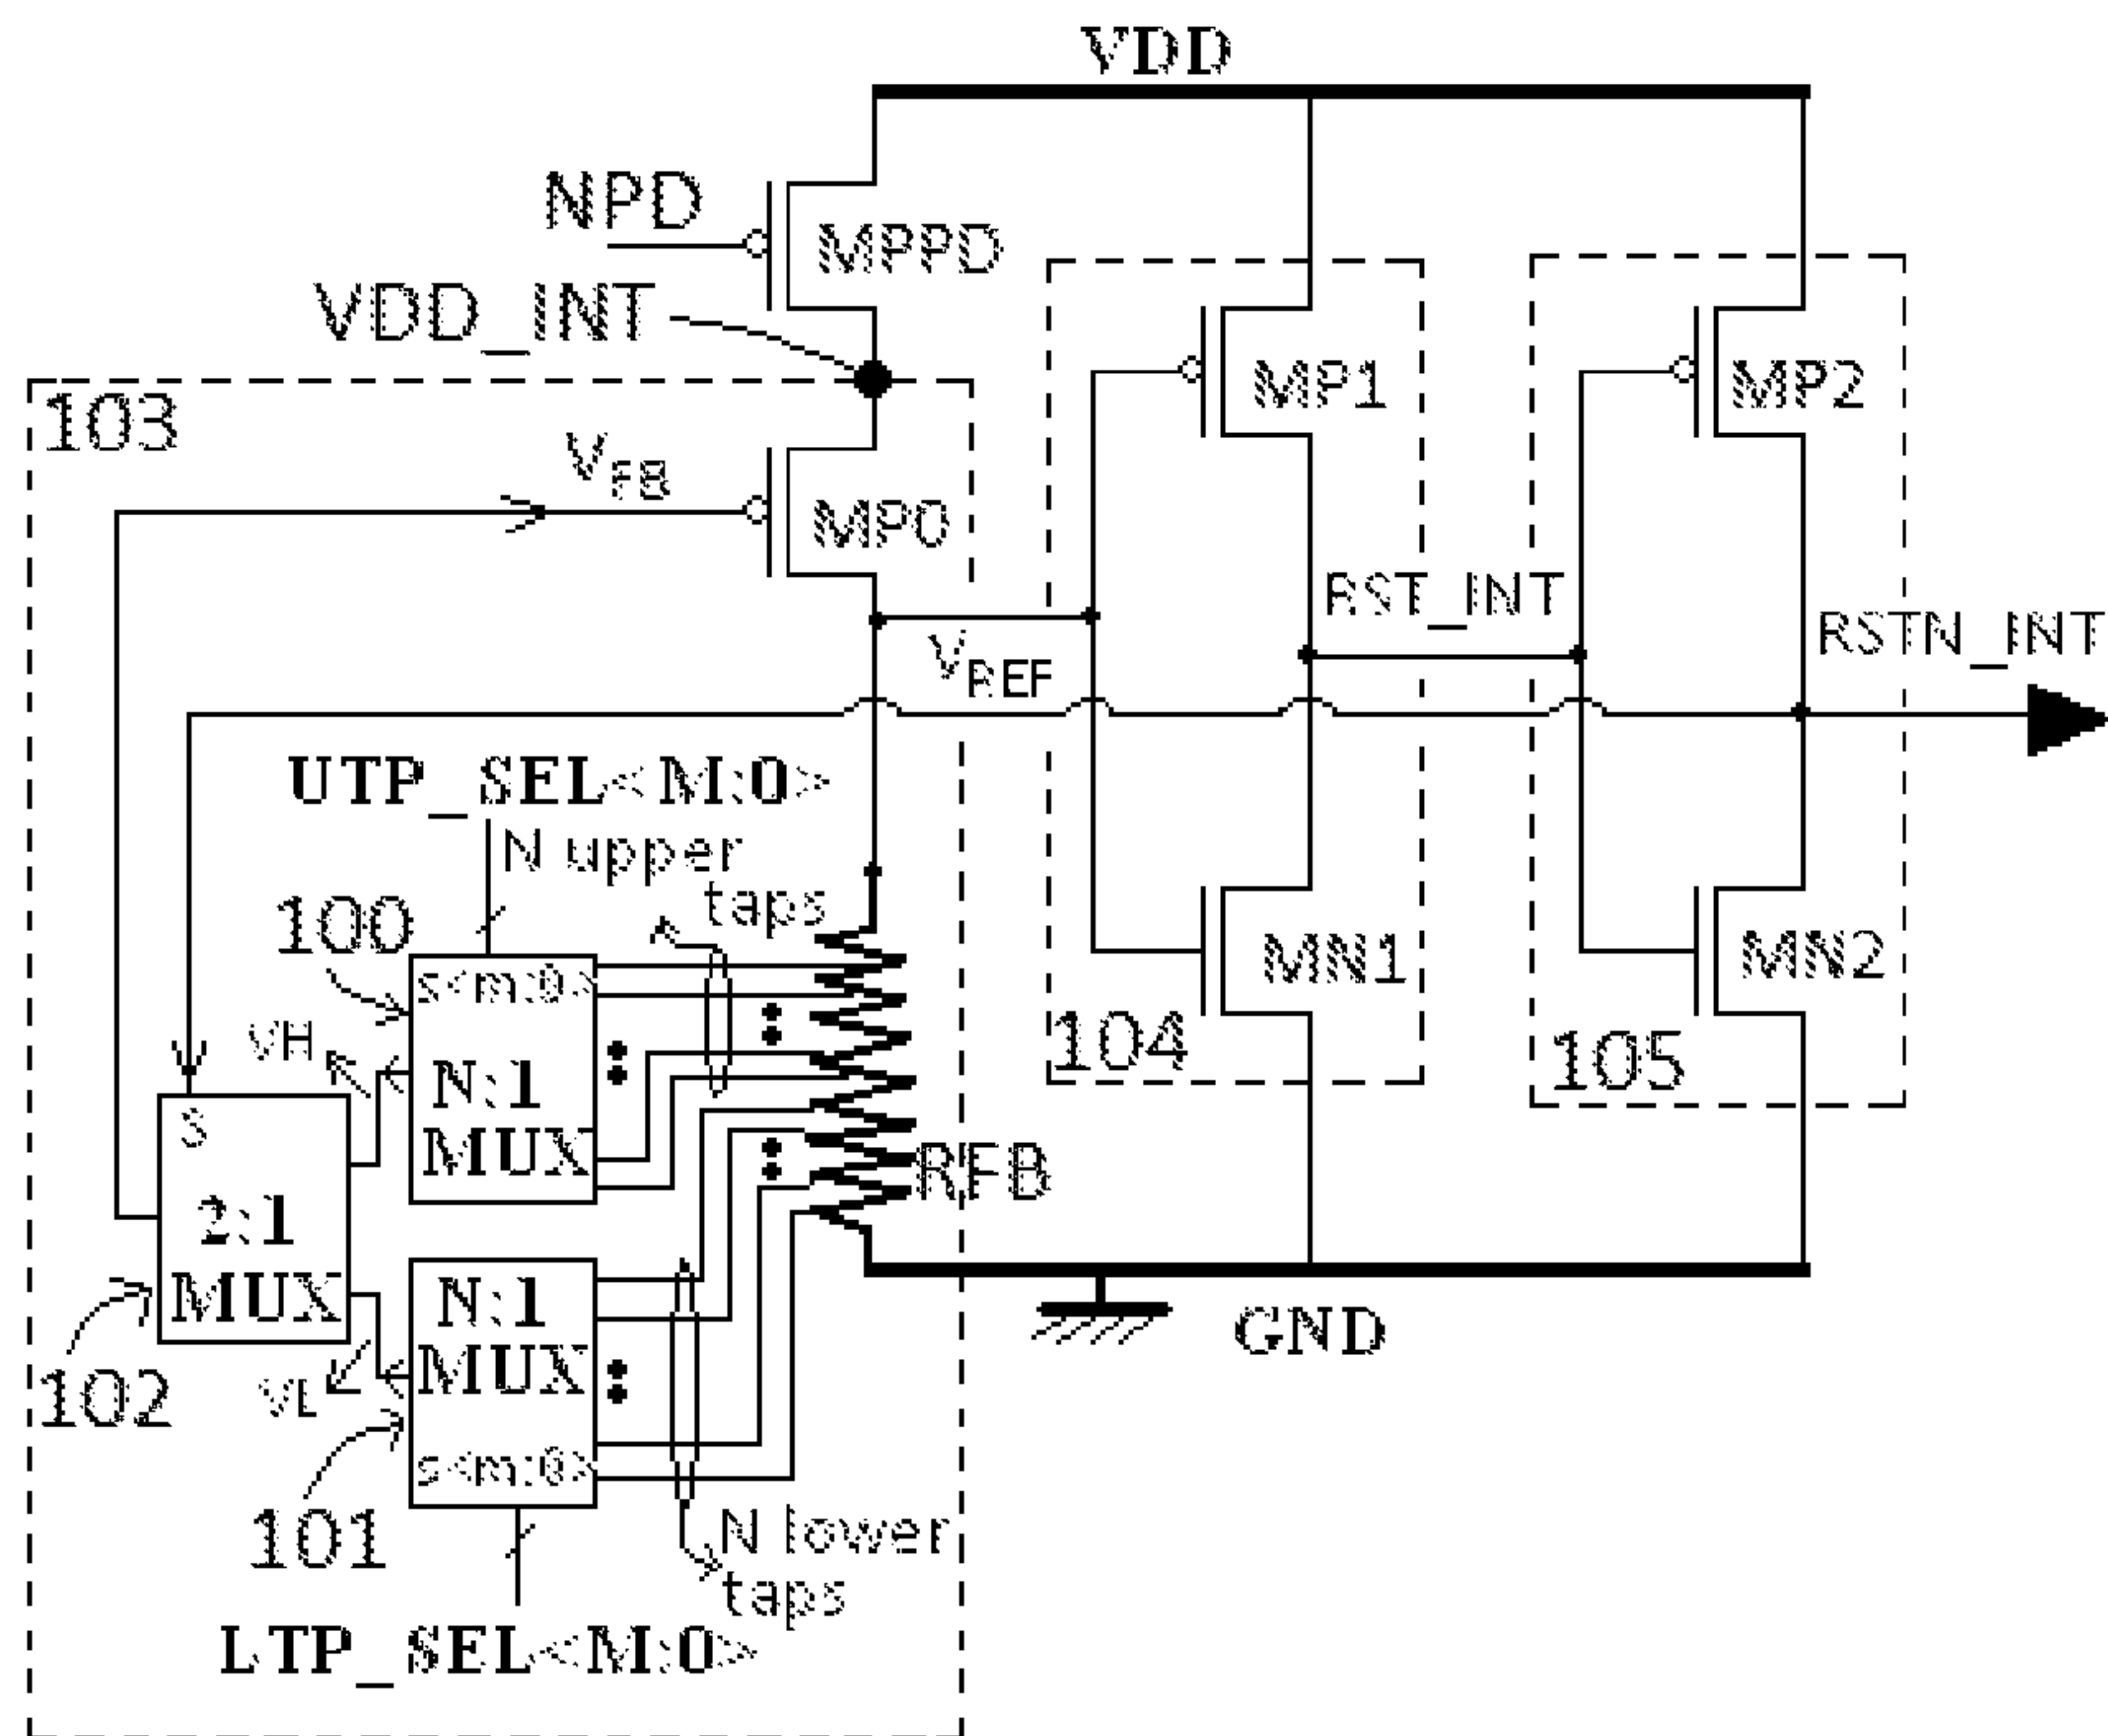 VDD
NPD
MPPD
VDD_INT
103
VFB
MP0
MP1
MP2
RST_INT
RSTN_INT
VREF
UTP_SEL<M:0>
N upper
taps
100
s<m:0>
VH
N:1
MUX
MN1
MN2
104
105
S
2:1
MUX
RFB
N:1
MUX
s<m:0>
GND
102
VL
101
N lower
taps
LTP_SEL<M:0>